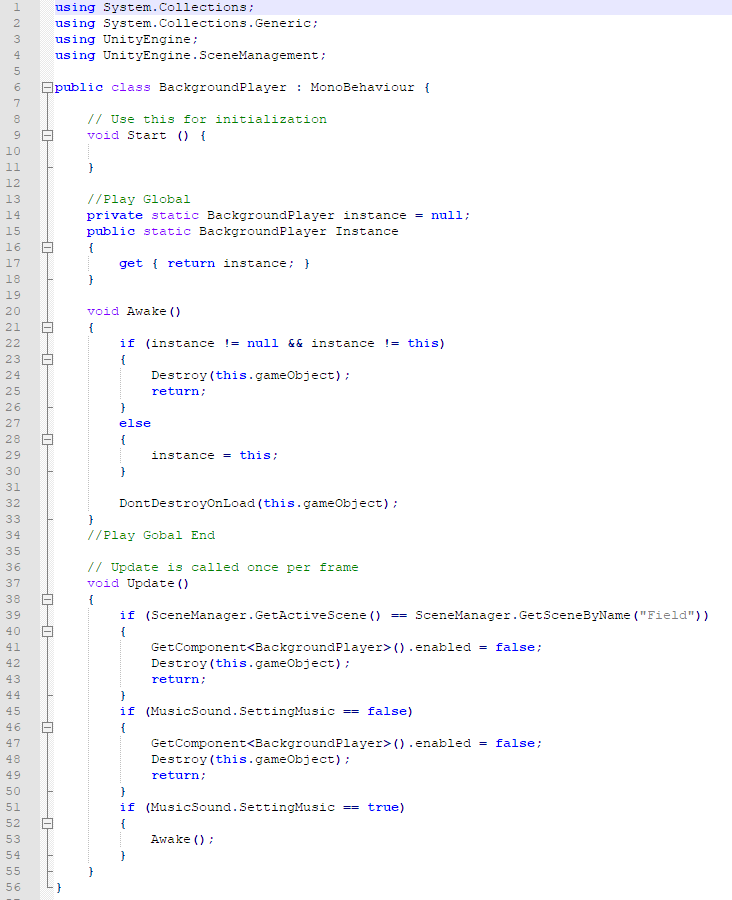 1 using System.Collections;
2 using System.Collections.Generic;
3 using UnityEngine;
4 using UnityEngine.SceneManagement;
5
6 public class BackgroundPlayer : MonoBehaviour {
7
8 // Use this for initialization
9 void Start () {
10
11 }
12
13 //Play Global
14 private static BackgroundPlayer instance = null;
15 public static BackgroundPlayer Instance
16 {
17 get { return instance; }
18 }
19
20 void Awake()
21 {
22 if (instance != null && instance != this)
23 {
24 Destroy(this.gameObject);
25 return;
26 }
27 else
28 {
29 instance = this;
30 }
31
32 DontDestroyOnLoad(this.gameObject);
33 }
34 //Play Gobal End
35
36 // Update is called once per frame
37 void Update()
38 {
39 if (SceneManager.GetActiveScene() == SceneManager.GetSceneByName("Field"))
40 {
41 GetComponent<BackgroundPlayer>().enabled = false;
42 Destroy(this.gameObject);
43 return;
44 }
45 if (MusicSound.SettingMusic == false)
46 {
47 GetComponent<BackgroundPlayer>().enabled = false;
48 Destroy(this.gameObject);
49 return;
50 }
51 if (MusicSound.SettingMusic == true)
52 {
53 Awake();
54 }
55 }
56 }